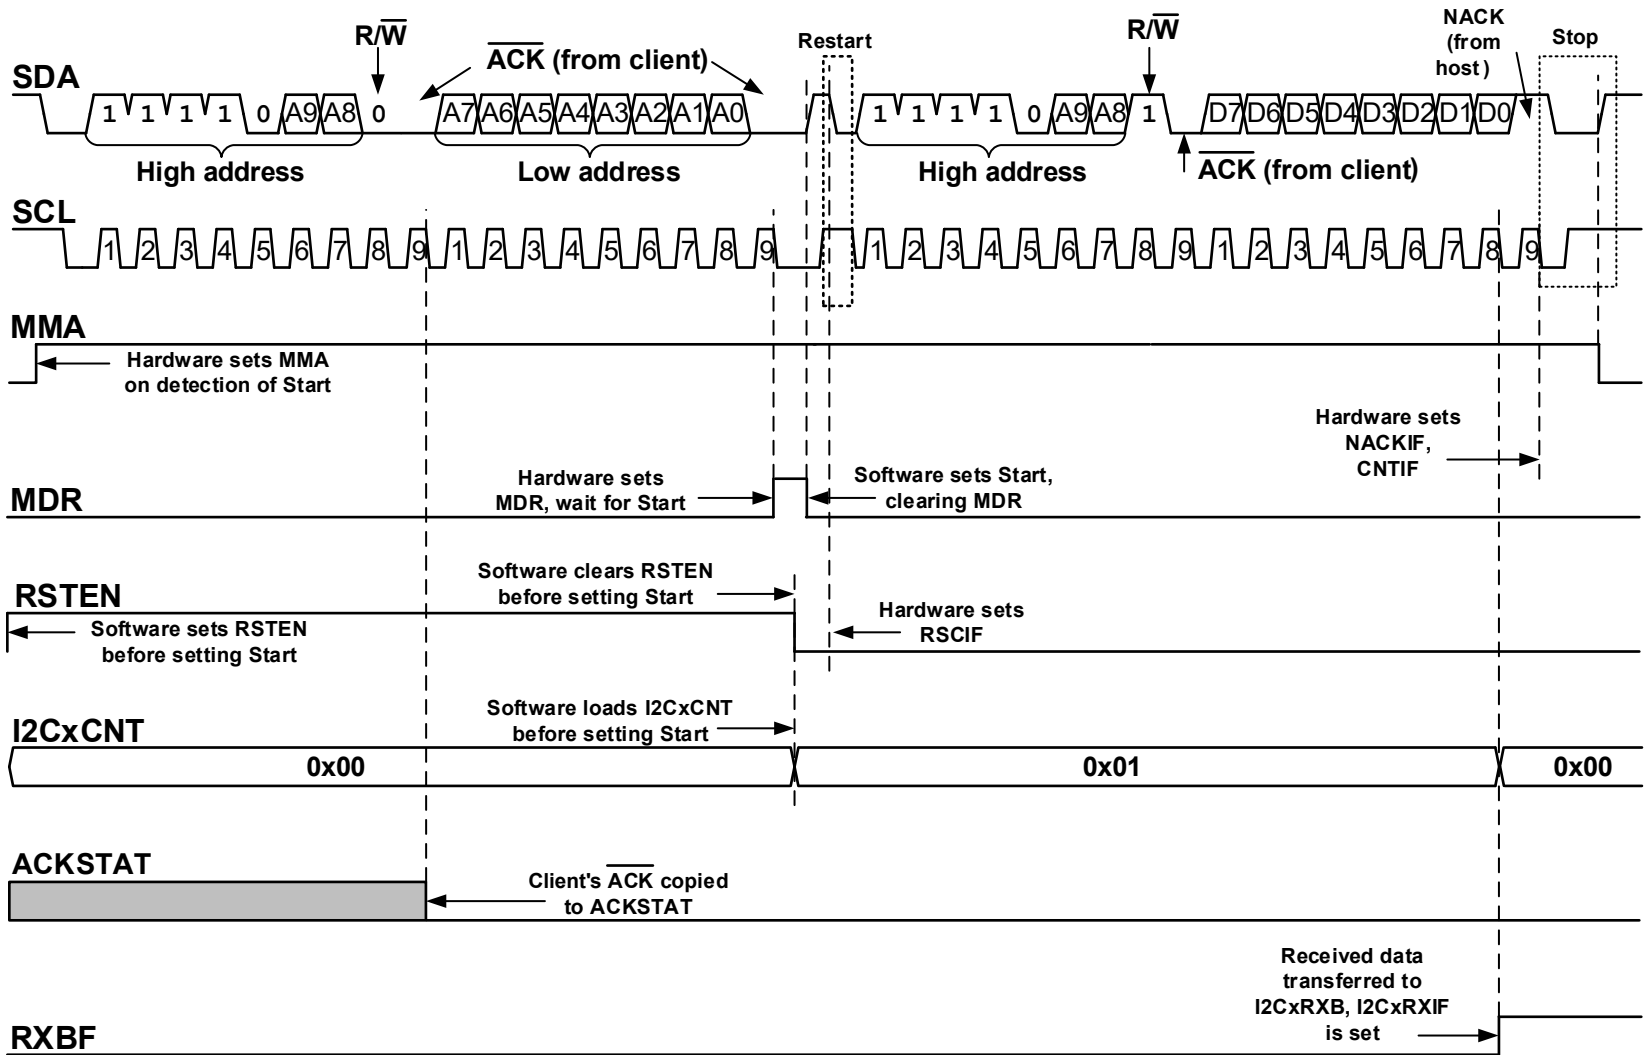 R/W
ACK (from client)
Restart
R/W
NACK
(from
host )
Stop
SDA
1 1 1 1 0 A9 A8 0 A7 A6 A5 A4 A3 A2 A1 A0 1 1 1 1 0 A9 A8 1 D7 D6 D5 D4 D3 D2 D1 D0
High address
Low address
High address
ACK (from client)
SCL
1 2 3 4 5 6 7 8 9 1 2 3 4 5 6 7 8 9 1 2 3 4 5 6 7 8 9 1 2 3 4 5 6 7 8 9
MMA
Hardware sets MMA
on detection of Start
Hardware sets
NACKIF,
CNTIF
MDR
Hardware sets
MDR, wait for Start
Software sets Start,
clearing MDR
RSTEN
Software sets RSTEN
before setting Start
Software clears RSTEN
before setting Start
Hardware sets
RSCIF
I2CxCNT
Software loads I2CxCNT
before setting Start
0x00 0x01 0x00
ACKSTAT
Client's ACK copied
to ACKSTAT
Received data
transferred to
I2CxRXB, I2CxRXIF
is set
RXBF